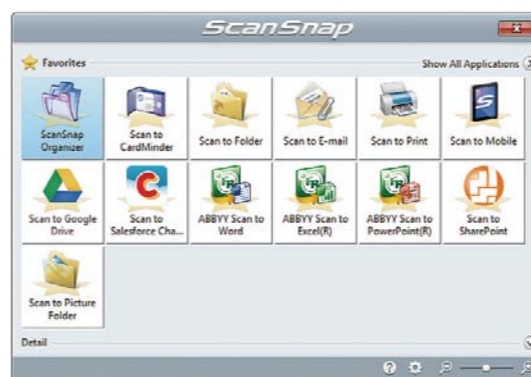 ScanSnap
Favorites
Show All Applications
ScanSnap
Organizer
Scan to
CardMinder
Scan to Folder
Scan to E-mail
Scan to Print
Scan to Mobile
Scan to Google
Drive
Scan to
Salesforce Cha...
ABBYY Scan to
Word
ABBYY Scan to
Excel(R)
ABBYY Scan to
PowerPoint(R)
Scan to
SharePoint
Scan to Picture
Folder
Detail